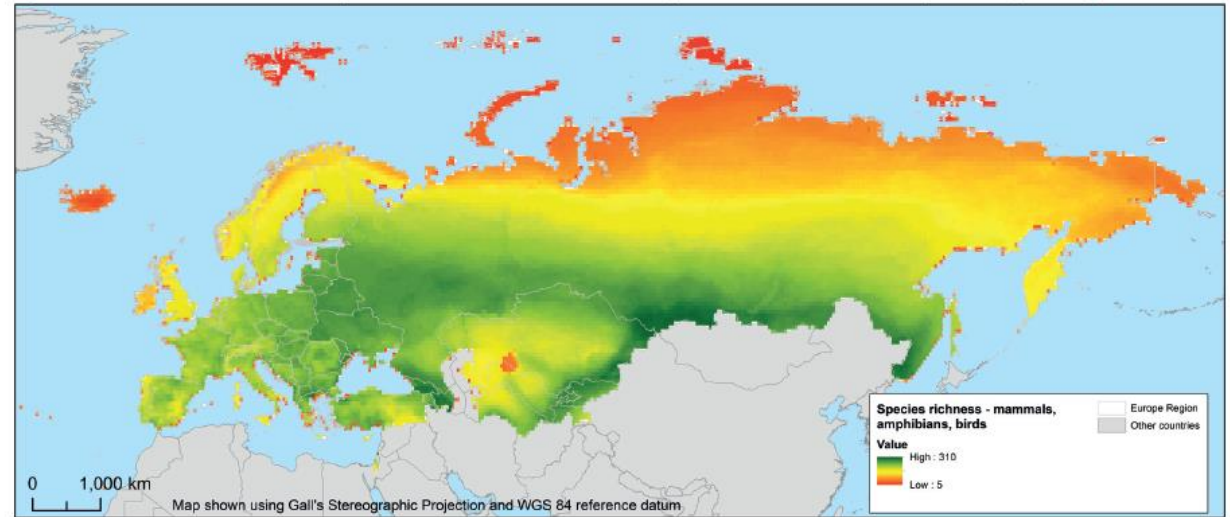 0 1,000 km
Map shown using Gall's Stereographic Projection and WGS 84 reference datum
Species richness - mammals,
amphibians, birds
Value
High : 310
Low : 5
Europe Region
Other countries